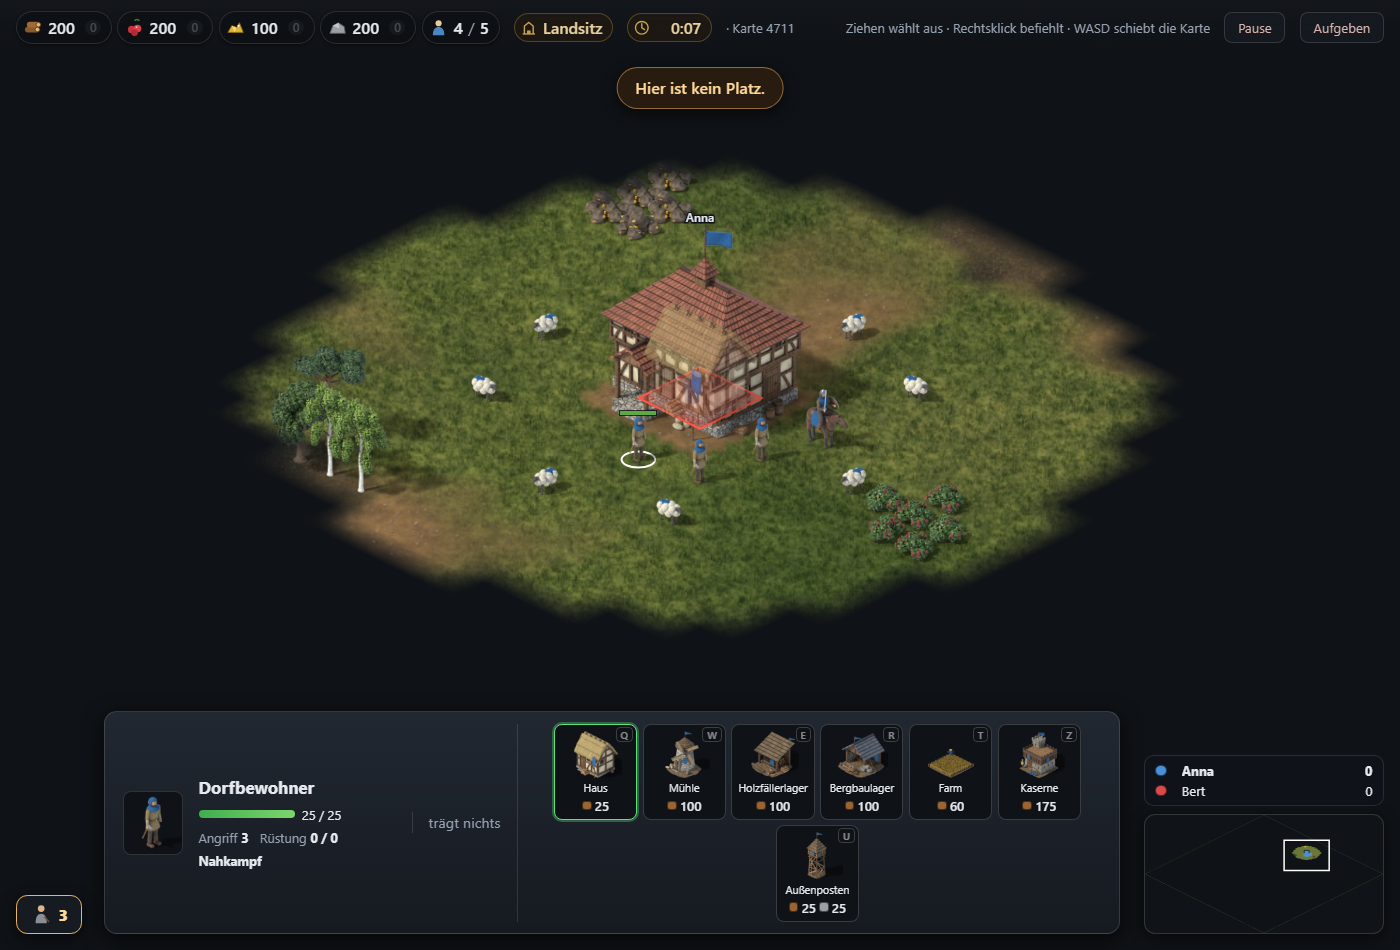 200 0 200 0 100 0 200 0 4 / 5 Landsitz 0:07 · Karte 4711 Ziehen wählt aus · Rechtsklick befiehlt · WASD schiebt die Karte Pause Aufgeben
Hier ist kein Platz.
Anna
Q W E R T Z
Haus Mühle Holzfällerlager Bergbaulager Farm Kaserne
25 100 100 100 60 175
Dorfbewohner
25 / 25
Angriff 3 Rüstung 0 / 0
Nahkampf
trägt nichts
U
Außenposten
25 25
Anna 0
Bert 0
3